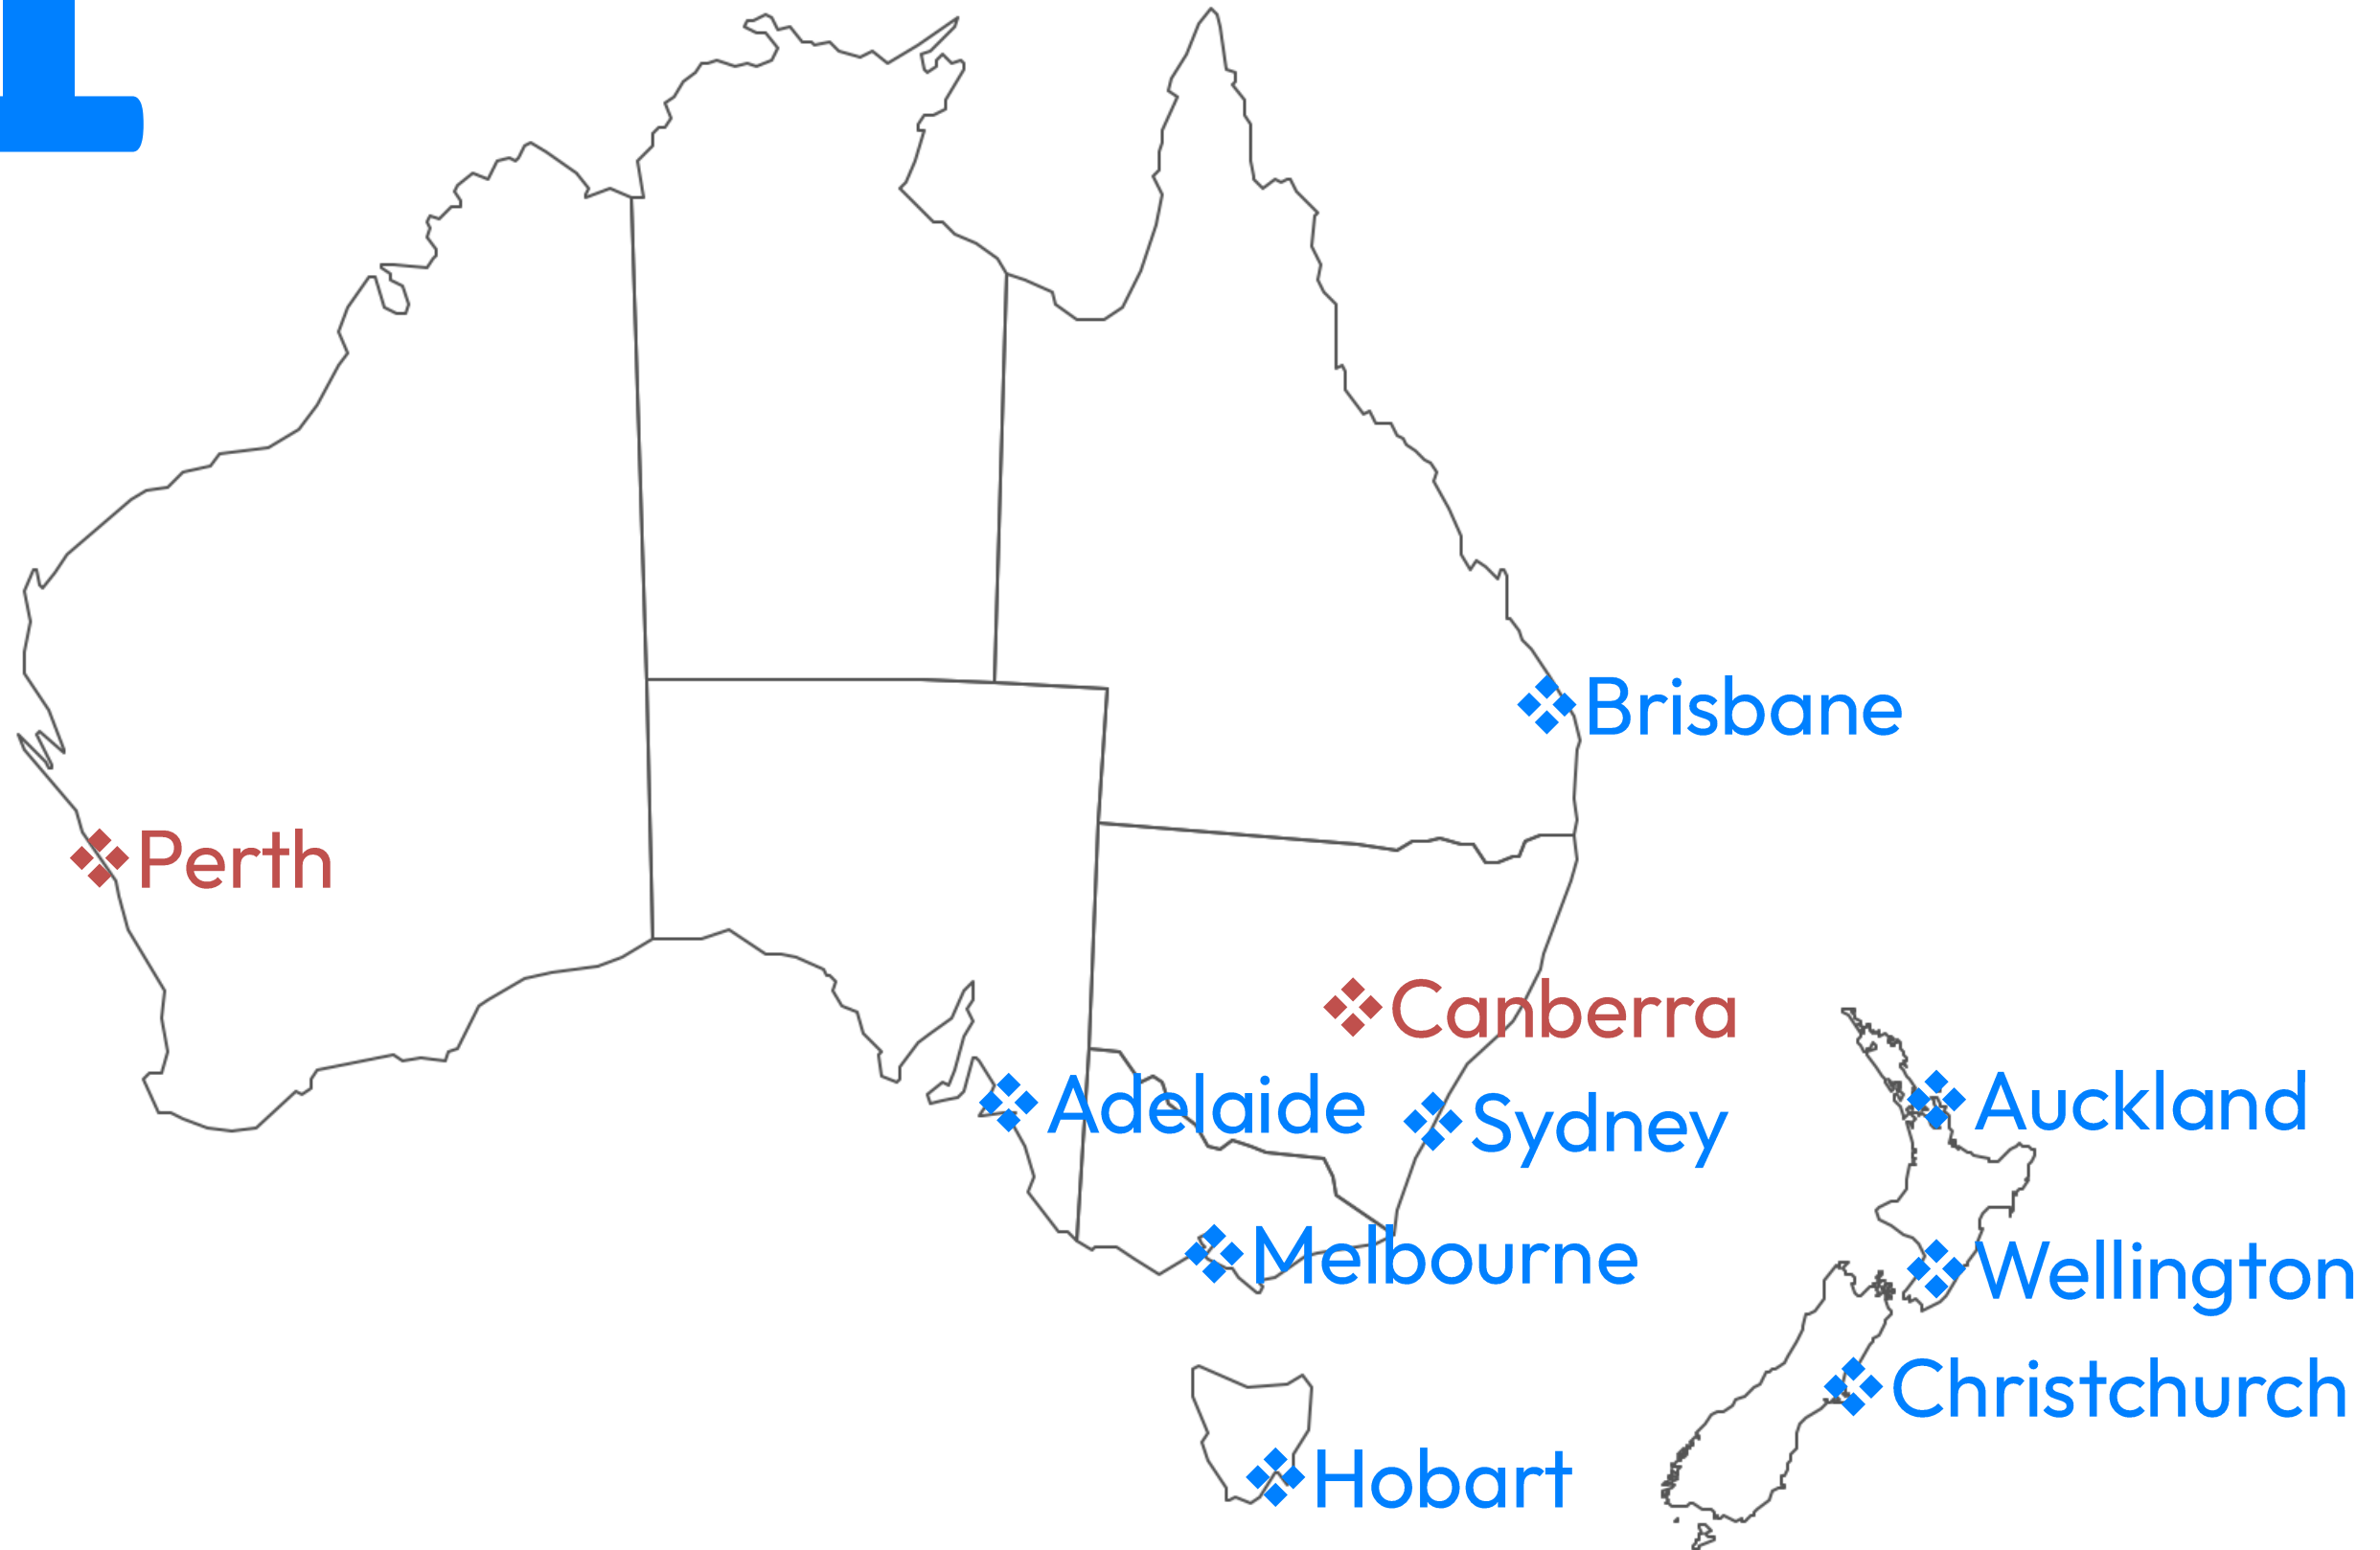 Brisbane
Perth
Canberra
Auckland
Adelaide
Sydney
Wellington
Melbourne
Christchurch
Hobart